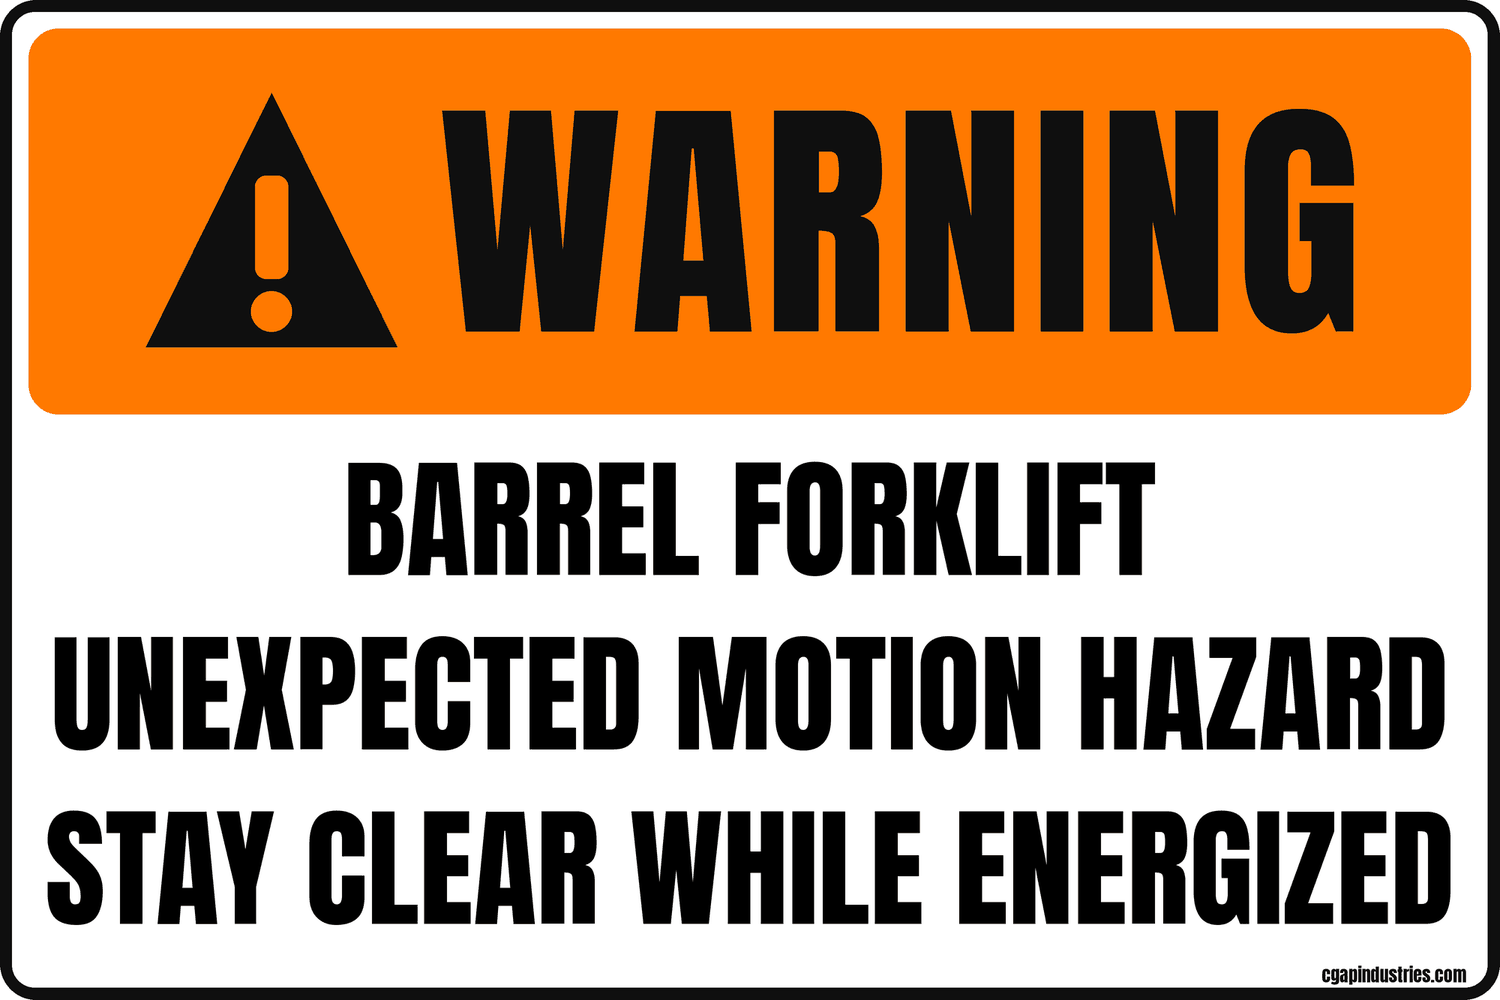 WARNING
BARREL FORKLIFT
UNEXPECTED MOTION HAZARD
STAY CLEAR WHILE ENERGIZED
cgapindustries.com